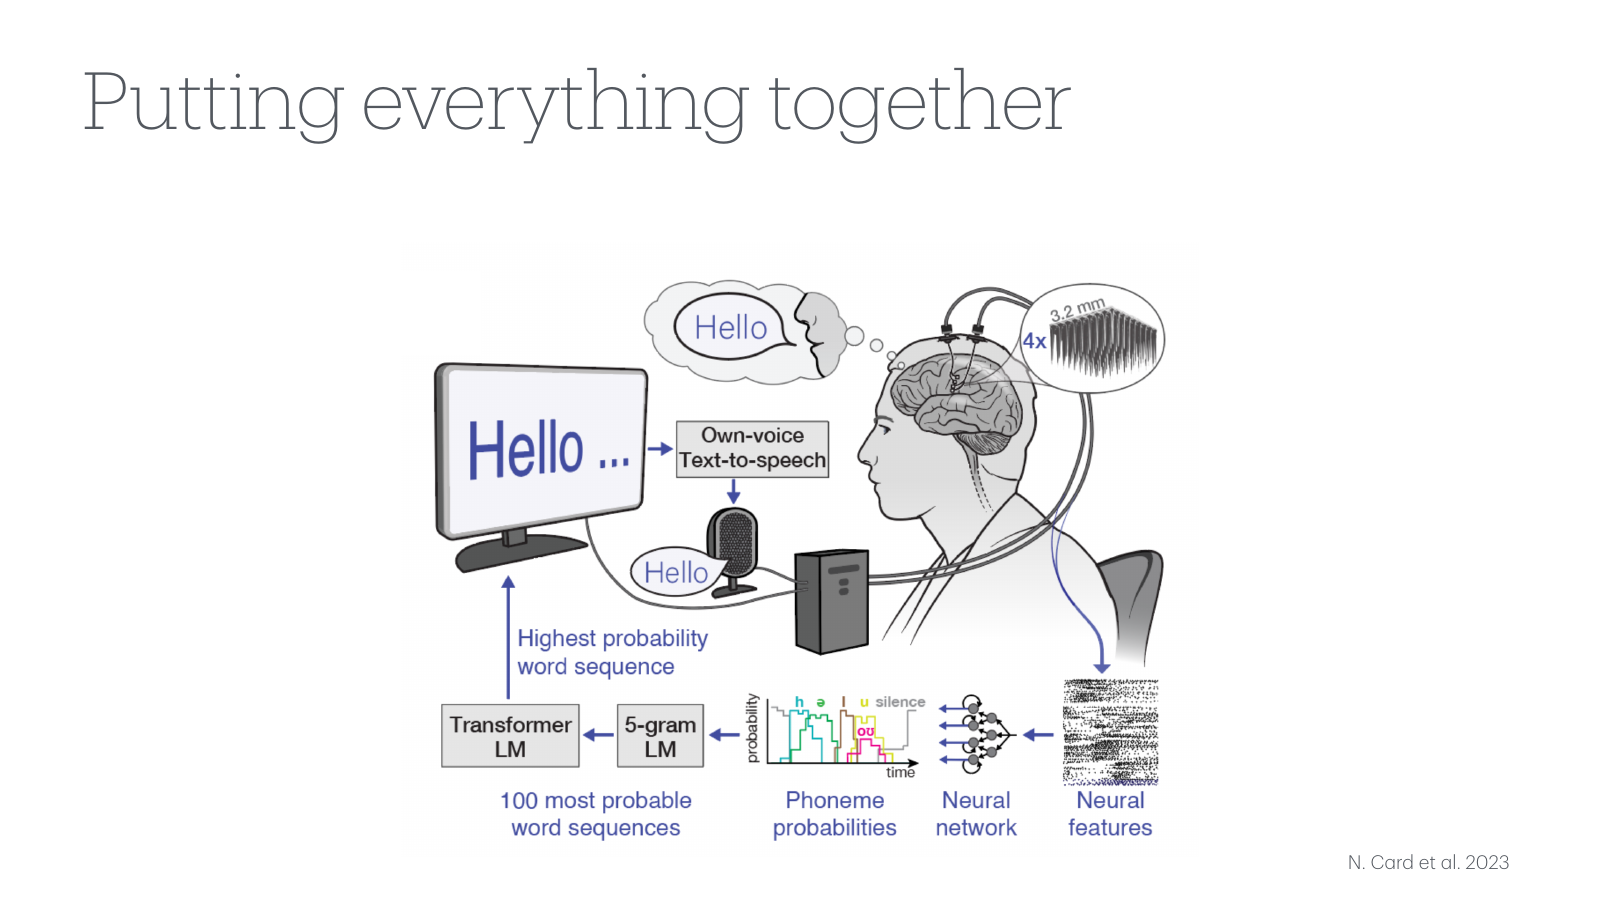 Putting everything together
Hello
3.2 mm
4x
Hello ...
Own-voice
Text-to-speech
Hello
Highest probability
word sequence
Transformer
LM
5-gram
LM
probability
h ə l u silence
oʊ
time
100 most probable
word sequences
Phoneme
probabilities
Neural
network
Neural
features
N. Card et al. 2023